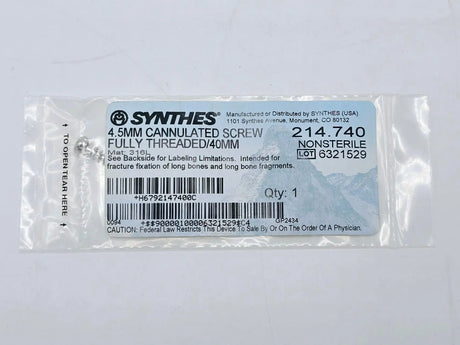 SYNTHES®
Manufactured of Distributed by SYNTHES (USA)
1101 Synthes Avenue, Monument, CO 80132
4.5MM CANNULATED SCREW
FULLY THREADED/40MM
Mat: 316L
214.740
NONSTERILE
LOT 6321529
See Backside for Labeling Limitations. Intended for
fracture fixation of long bones and long bone fragments.
Qty: 1
+H6792147400C
0094
GP2434
CAUTION: Federal Law Restricts This Device To Sale By Or On The Order Of A Physician.
TO OPEN TEAR HERE